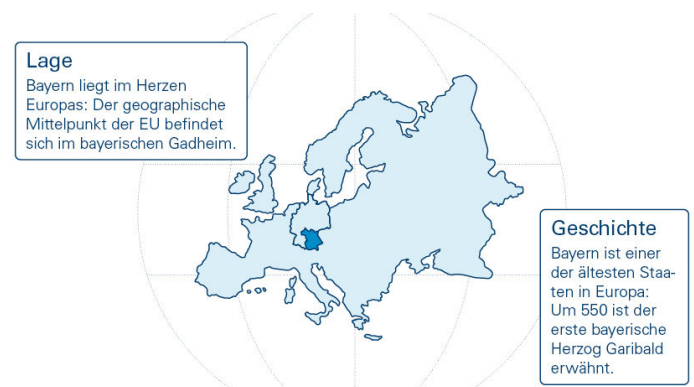 Lage
Bayern liegt im Herzen
Europas: Der geographische
Mittelpunkt der EU befindet
sich im bayerischen Gadheim.
Geschichte
Bayern ist einer
der ältesten Staa-
ten in Europa:
Um 550 ist der
erste bayerische
Herzog Garibald
erwähnt.